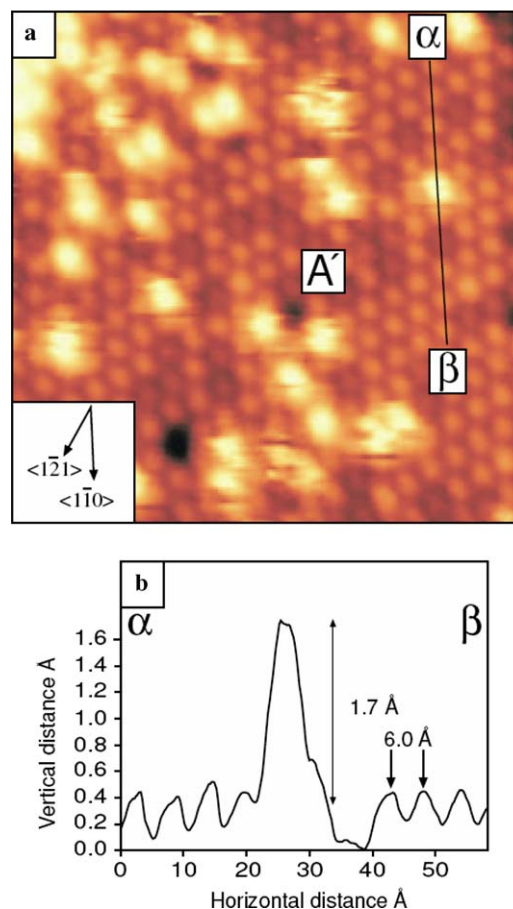 a
α
A′
β
<12̄1>
<11̄0>
b
α
β
1.6
1.4
1.2
1.0
0.8
0.6
0.4
0.2
0.0
1.7 Å
6.0 Å
0 10 20 30 40 50
Vertical distance Å
Horizontal distance Å